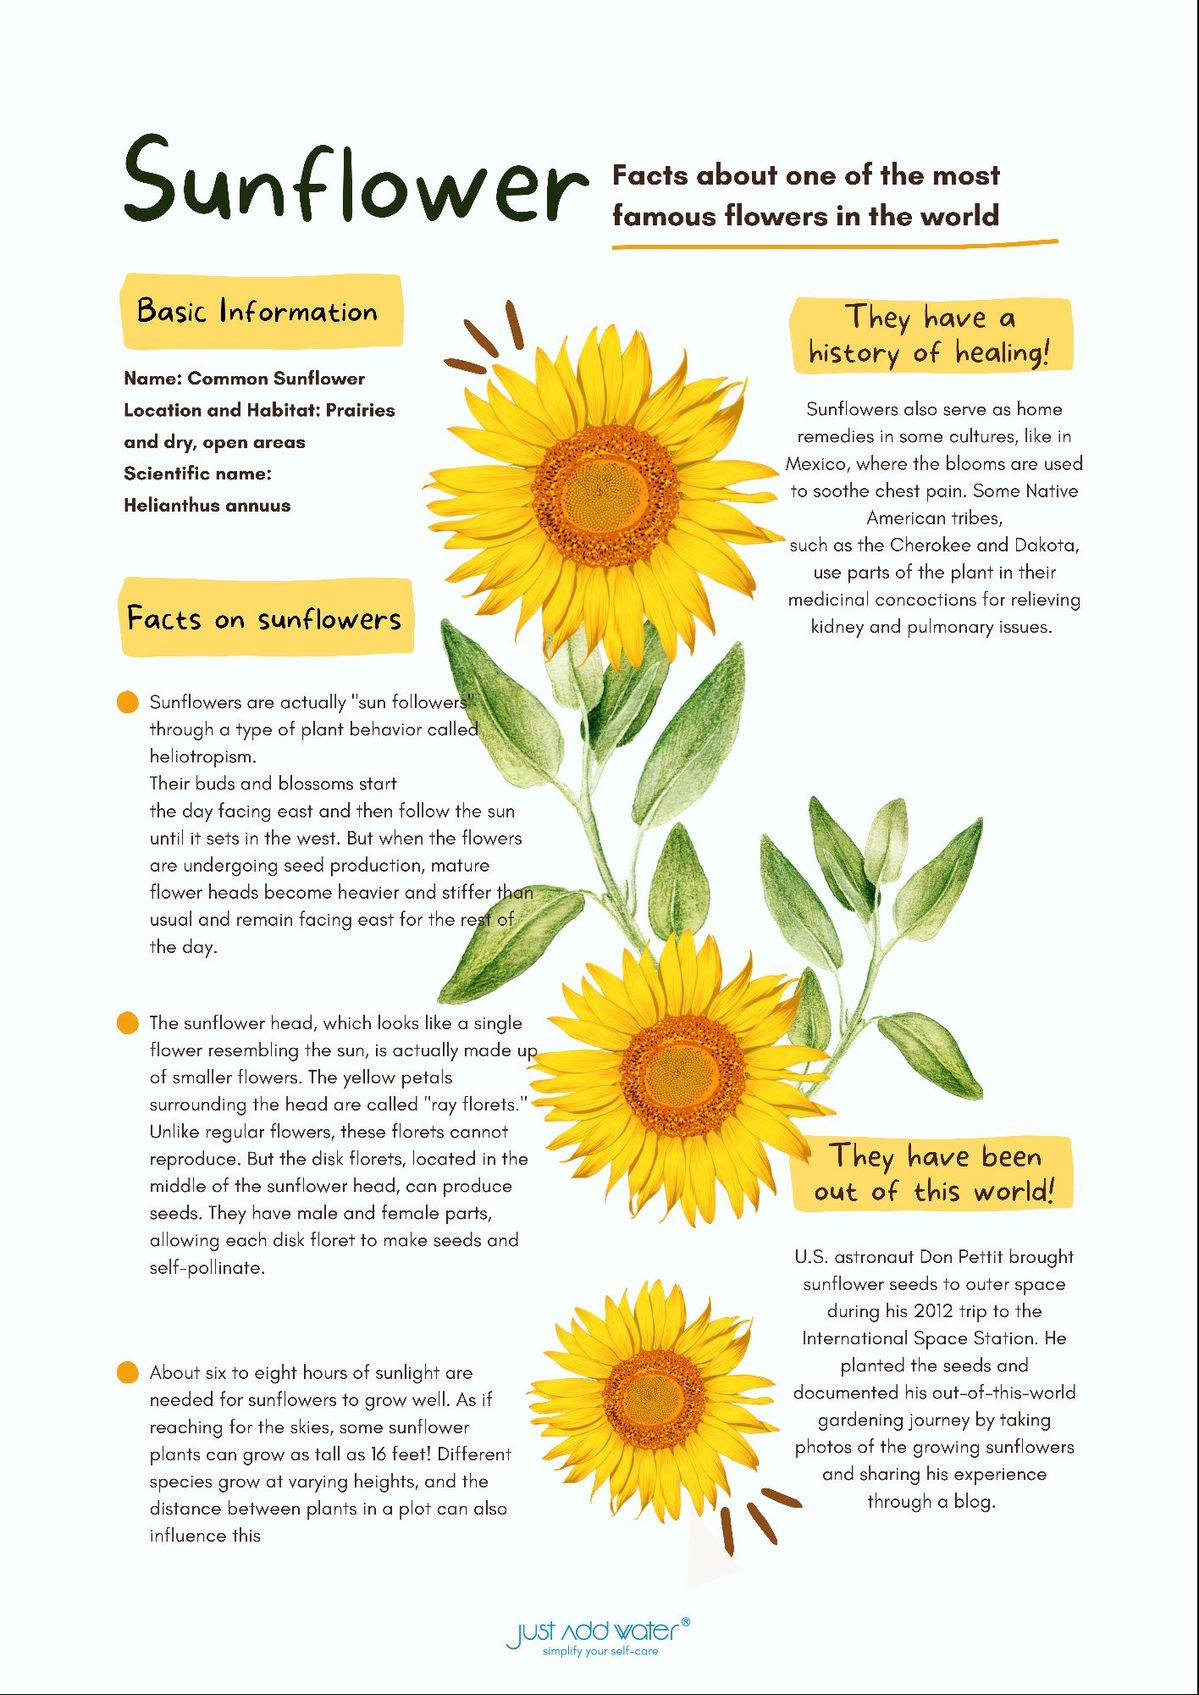 Sunflower
Facts about one of the most
famous flowers in the world
Basic Information
Name: Common Sunflower
Location and Habitat: Prairies
and dry, open areas
Scientific name:
Helianthus annuus
Facts on sunflowers
Sunflowers are actually "sun followers"
through a type of plant behavior called
heliotropism.
Their buds and blossoms start
the day facing east and then follow the sun
until it sets in the west. But when the flowers
are undergoing seed production, mature
flower heads become heavier and stiffer than
usual and remain facing east for the rest of
the day.
The sunflower head, which looks like a single
flower resembling the sun, is actually made up
of smaller flowers. The yellow petals
surrounding the head are called "ray florets."
Unlike regular flowers, these florets cannot
reproduce. But the disk florets, located in the
middle of the sunflower head, can produce
seeds. They have male and female parts,
allowing each disk floret to make seeds and
self-pollinate.
About six to eight hours of sunlight are
needed for sunflowers to grow well. As if
reaching for the skies, some sunflower
plants can grow as tall as 16 feet! Different
species grow at varying heights, and the
distance between plants in a plot can also
influence this
They have a
history of healing!
Sunflowers also serve as home
remedies in some cultures, like in
Mexico, where the blooms are used
to soothe chest pain. Some Native
American tribes,
such as the Cherokee and Dakota,
use parts of the plant in their
medicinal concoctions for relieving
kidney and pulmonary issues.
They have been
out of this world!
U.S. astronaut Don Pettit brought
sunflower seeds to outer space
during his 2012 trip to the
International Space Station. He
planted the seeds and
documented his out-of-this-world
gardening journey by taking
photos of the growing sunflowers
and sharing his experience
through a blog.
just add water®
simplify your self-care